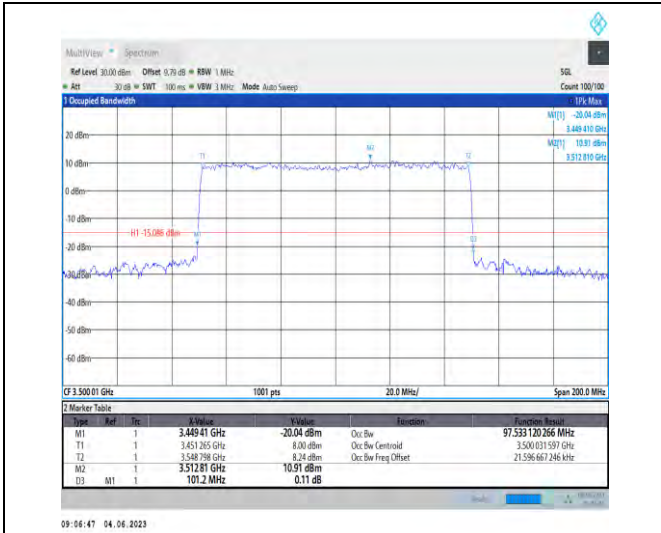 MultiView Spectrum
Ref Level 30.00 dBm Offset 9.79 dB RBW 1 MHz SGL
Att 30 dB SWT 100 ms VBW 3 MHz Mode Auto Sweep Count 100/100
1 Occupied Bandwidth 1Pk Max
M1[1] -20.04 dBm
3.449 410 GHz
20 dBm M2[1] 10.91 dBm
3.512 810 GHz
M2
T1 T2
10 dBm
0 dBm
-10 dBm
H1 -15.088 dBm
M1 D3
-20 dBm
-30 dBm
-40 dBm
-50 dBm
-60 dBm
CF 3.500 01 GHz 1001 pts 20.0 MHz/ Span 200.0 MHz
2 Marker Table
Type Ref Trc X-Value Y-Value Function Function Result
M1 1 3.449 41 GHz -20.04 dBm Occ Bw 97.533 120 266 MHz
T1 1 3.451 265 GHz 8.00 dBm Occ Bw Centroid 3.500 031 597 GHz
T2 1 3.548 798 GHz 8.24 dBm Occ Bw Freq Offset 21.596 667 246 kHz
M2 1 3.512 81 GHz 10.91 dBm
D3 M1 1 101.2 MHz 0.11 dB
09:06:47 04.06.2023